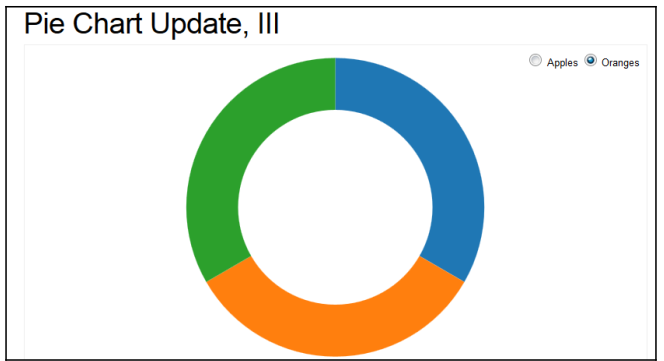 Pie Chart Update, III
Apples Oranges